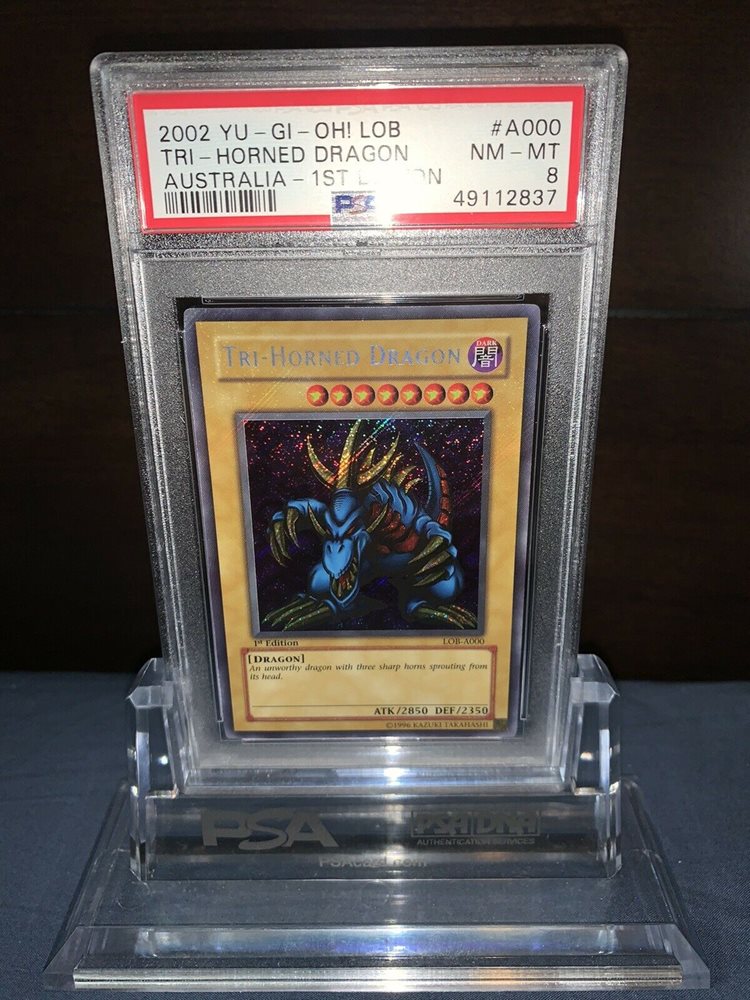 2002 YU-GI-OH! LOB #A000
TRI-HORNED DRAGON NM-MT
AUSTRALIA-1ST 8
PSA 49112837
TRI-HORNED DRAGON DARK 闇
1st Edition LOB-A000
[DRAGON]
An unworthy dragon with three sharp horns sprouting from
its head.
ATK/2850 DEF/2350
©1996 KAZUKI TAKAHASHI
PSA PSA/DNA
AUTHENTICATION SERVICES